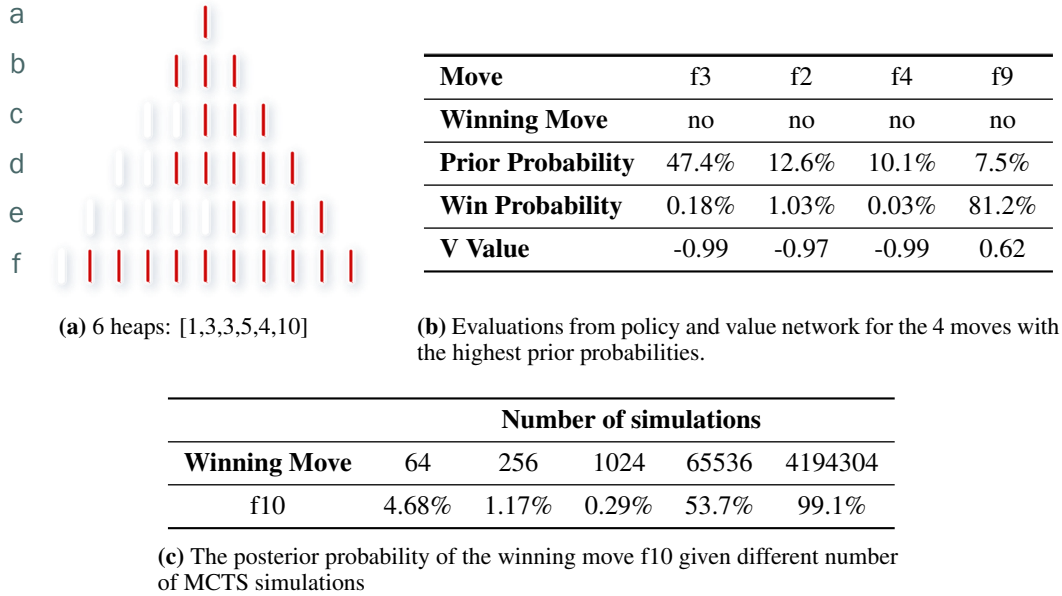 a
b
c
d
e
f
(a) 6 heaps: [1,3,3,5,4,10]
Move f3 f2 f4 f9
Winning Move no no no no
Prior Probability 47.4% 12.6% 10.1% 7.5%
Win Probability 0.18% 1.03% 0.03% 81.2%
V Value -0.99 -0.97 -0.99 0.62
(b) Evaluations from policy and value network for the 4 moves with
the highest prior probabilities.
Number of simulations
Winning Move 64 256 1024 65536 4194304
f10 4.68% 1.17% 0.29% 53.7% 99.1%
(c) The posterior probability of the winning move f10 given different number
of MCTS simulations